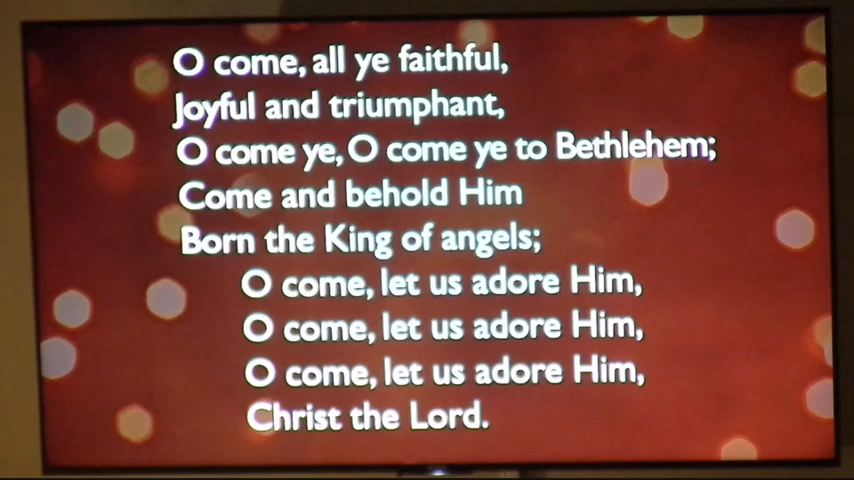 O come, all ye faithful,
Joyful and triumphant,
O come ye, O come ye to Bethlehem;
Come and behold Him
Born the King of angels;
O come, let us adore Him,
O come, let us adore Him,
O come, let us adore Him,
Christ the Lord.